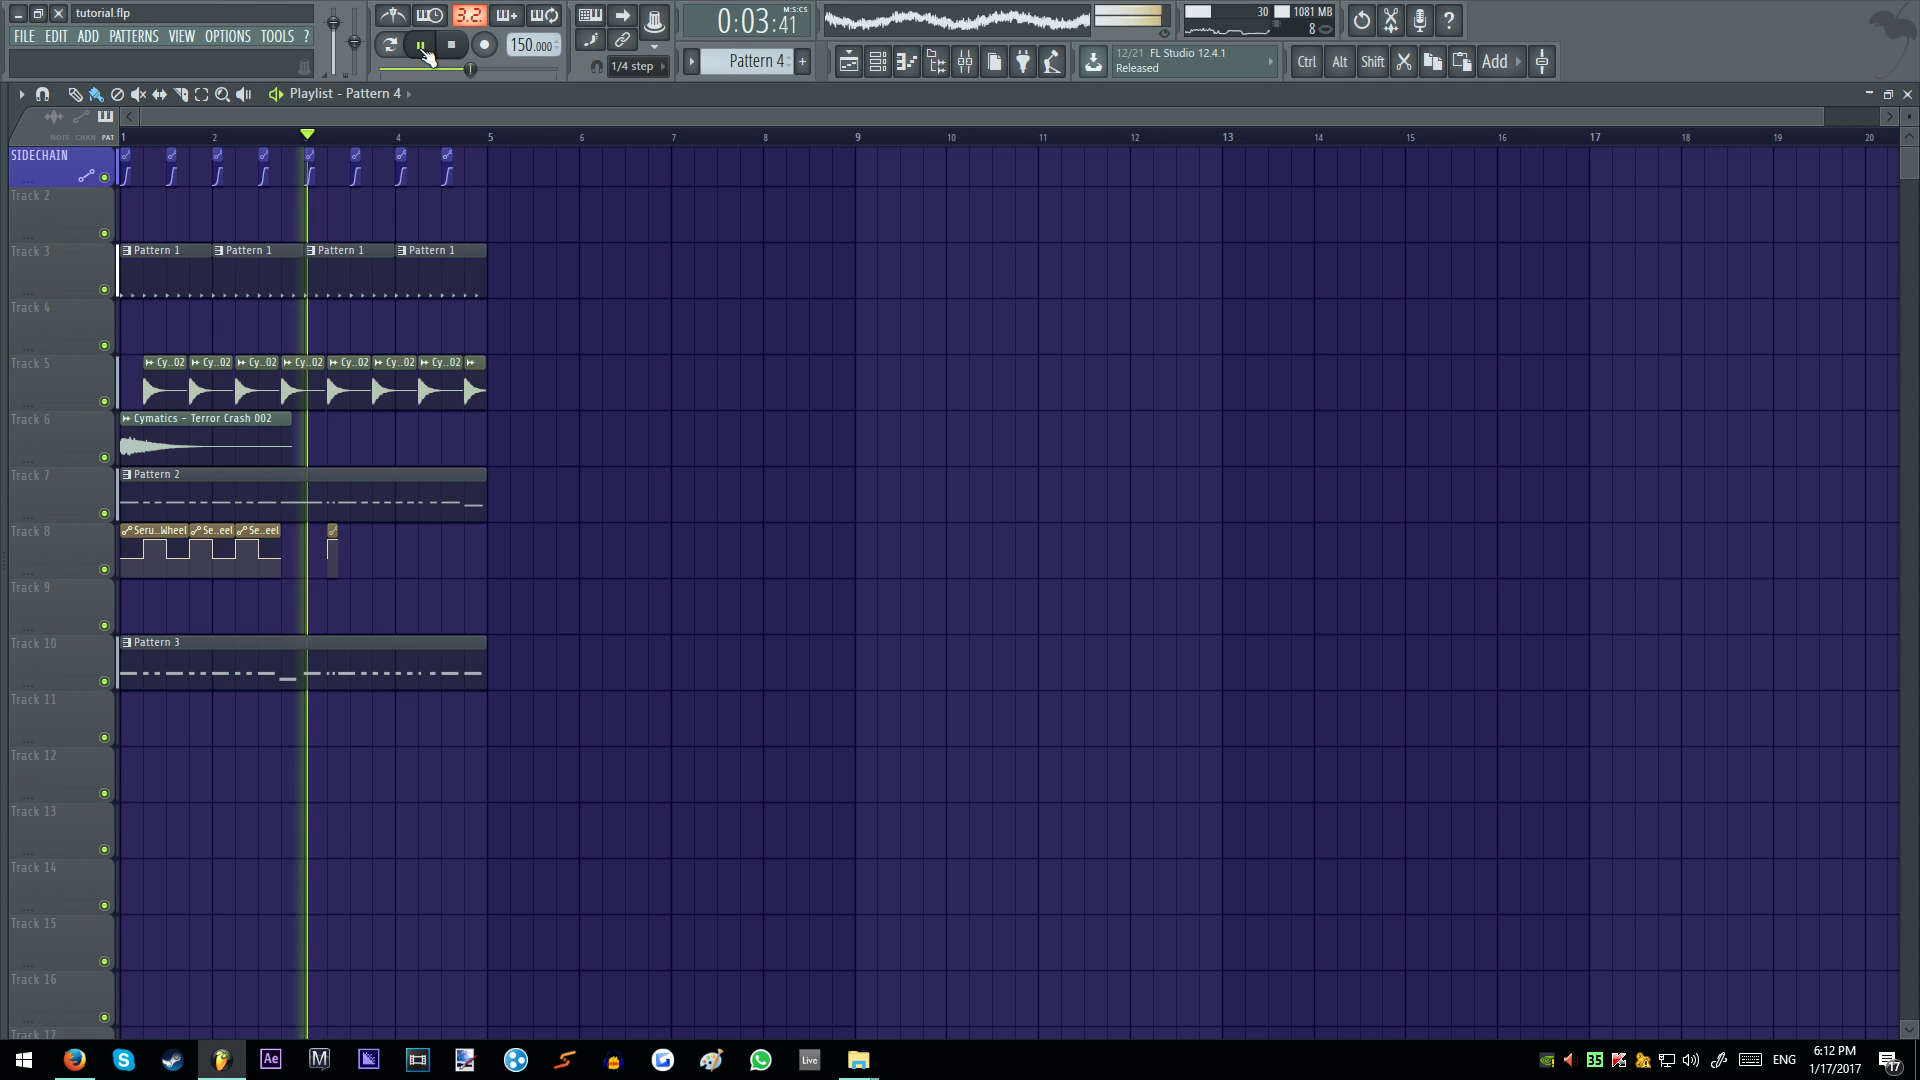 tutorial.flp
FILE EDIT ADD PATTERNS VIEW OPTIONS TOOLS ?
3.2.
150.000
1/4 step
0:03:41
M:S:CS
Pattern 4
30
1081 MB
8
12/21 FL Studio 12.4.1
Released
Ctrl Alt Shift
Add
Playlist - Pattern 4
NOTE CHAN PAT
1 2 4 5 6 7 8 9 10 11 12 13 14 15 16 17 18 19 20
SIDECHAIN
Track 2
Track 3
Pattern 1 Pattern 1 Pattern 1 Pattern 1
Track 4
Track 5
Cy..02 Cy..02 Cy..02 Cy..02 Cy..02 Cy..02 Cy..02
Track 6
Cymatics - Terror Crash 002
Track 7
Pattern 2
Track 8
Seru..Wheel Se..eel Se..eel
Track 9
Track 10
Pattern 3
Track 11
Track 12
Track 13
Track 14
Track 15
Track 16
Track 17
Ae
M
Live
35
ENG
6:12 PM
1/17/2017
17